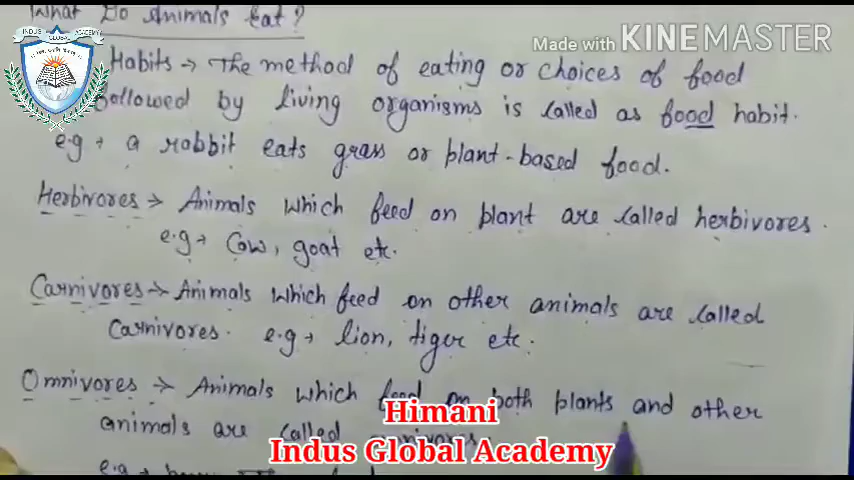 What Do Animals Eat?
INDUS GLOBAL ACADEMY
Made with KINEMASTER
Habits → The method of eating or choices of food
followed by living organisms is called as food habit.
e.g → a rabbit eats grass or plant-based food.
Herbivores → Animals which feed on plant are called herbivores.
e.g → Cow, goat etc.
Carnivores → Animals which feed on other animals are called
Carnivores. e.g → lion, tiger etc.
Omnivores → Animals which feed on both plants and other
animals are called
Himani
Indus Global Academy
e.g →